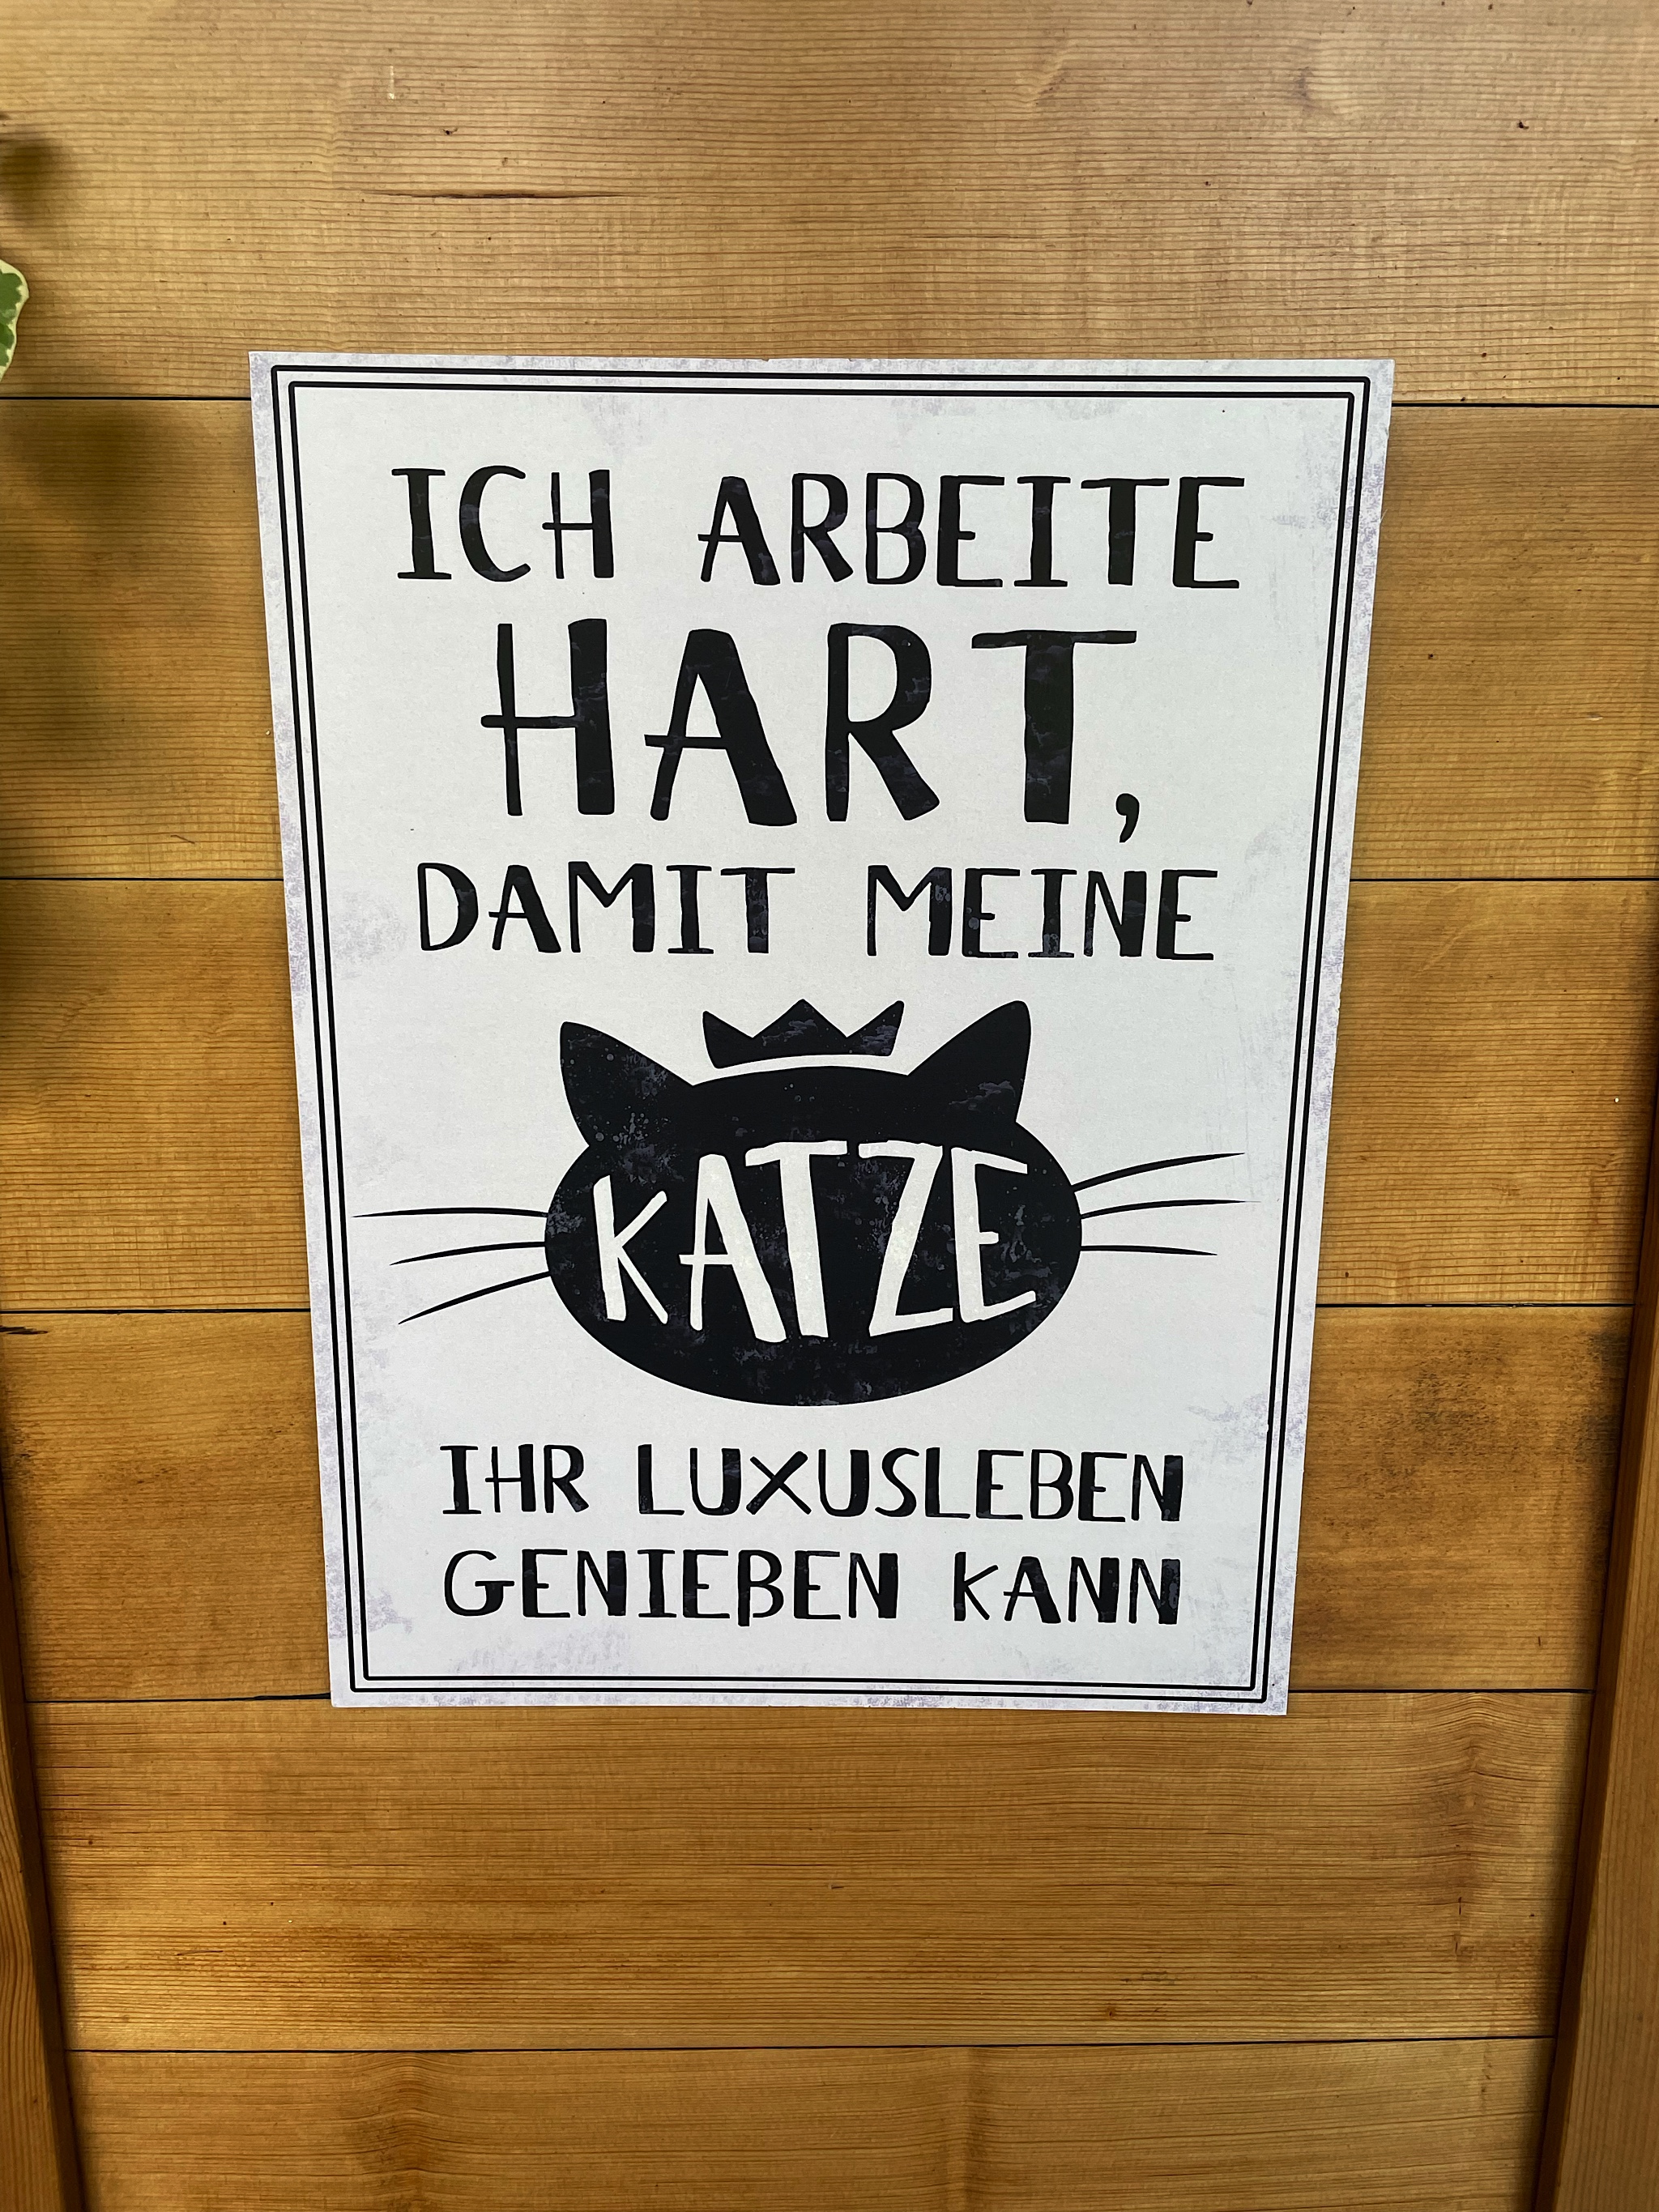 ICH ARBEITE
HART,
DAMIT MEINE
KATZE
IHR LUXUSLEBEN
GENIEẞEN KANN